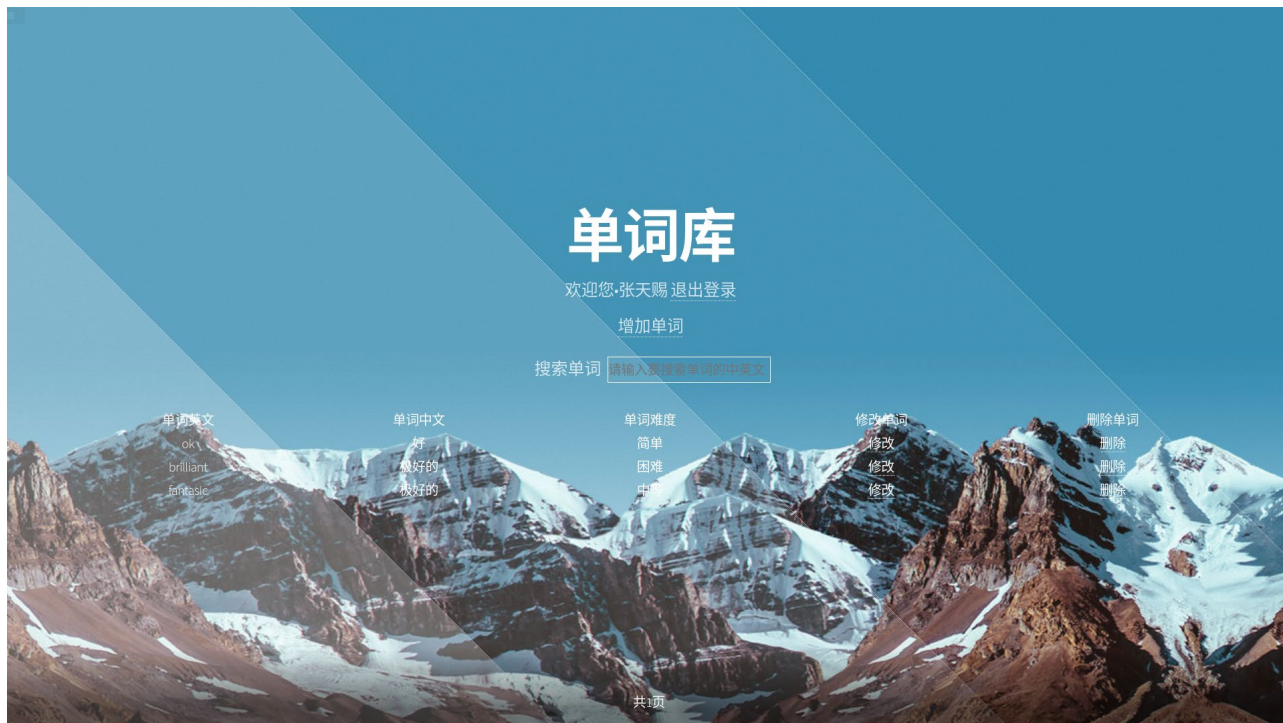 单词库
欢迎您•张天赐 退出登录
增加单词
搜索单词 请输入要搜索单词的中英文
单词英文 单词中文 单词难度 修改单词 删除单词
ok 好 简单 修改 删除
brilliant 极好的 困难 修改 删除
fantasic 极好的 中等 修改 删除
共1页